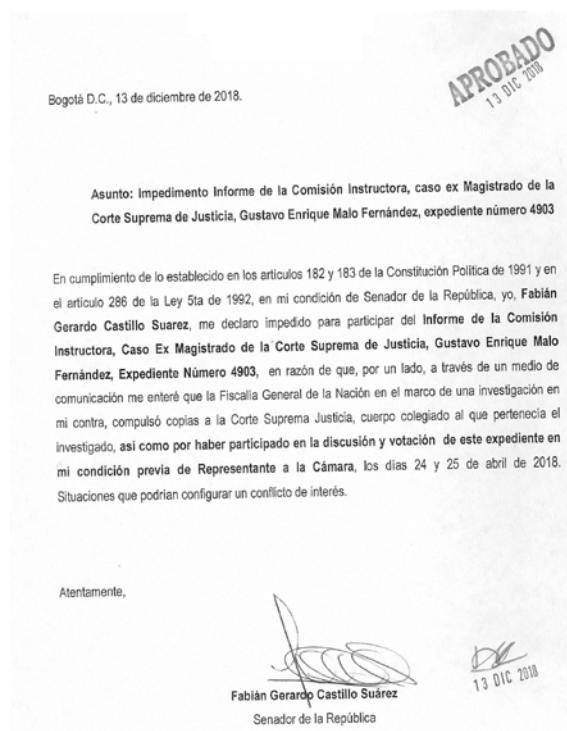 APROBADO
13 DIC 2018
Bogotá D.C., 13 de diciembre de 2018.
Asunto: Impedimento Informe de la Comisión Instructora, caso ex Magistrado de la
Corte Suprema de Justicia, Gustavo Enrique Malo Fernández, expediente número 4903
En cumplimiento de lo establecido en los artículos 182 y 183 de la Constitución Política de 1991 y en
el artículo 286 de la Ley 5ta de 1992, en mi condición de Senador de la República, yo, Fabián
Gerardo Castillo Suarez, me declaro impedido para participar del Informe de la Comisión
Instructora, Caso Ex Magistrado de la Corte Suprema de Justicia, Gustavo Enrique Malo
Fernández, Expediente Número 4903, en razón de que, por un lado, a través de un medio de
comunicación me enteré que la Fiscalía General de la Nación en el marco de una investigación en
mi contra, compulsó copias a la Corte Suprema Justicia, cuerpo colegiado al que pertenecía el
investigado, asi como por haber participado en la discusión y votación de este expediente en
mi condición previa de Representante a la Cámara, los días 24 y 25 de abril de 2018.
Situaciones que podrían configurar un conflicto de interés.
Atentamente,
13 DIC 2018
Fabián Gerardo Castillo Suárez
Senador de la República